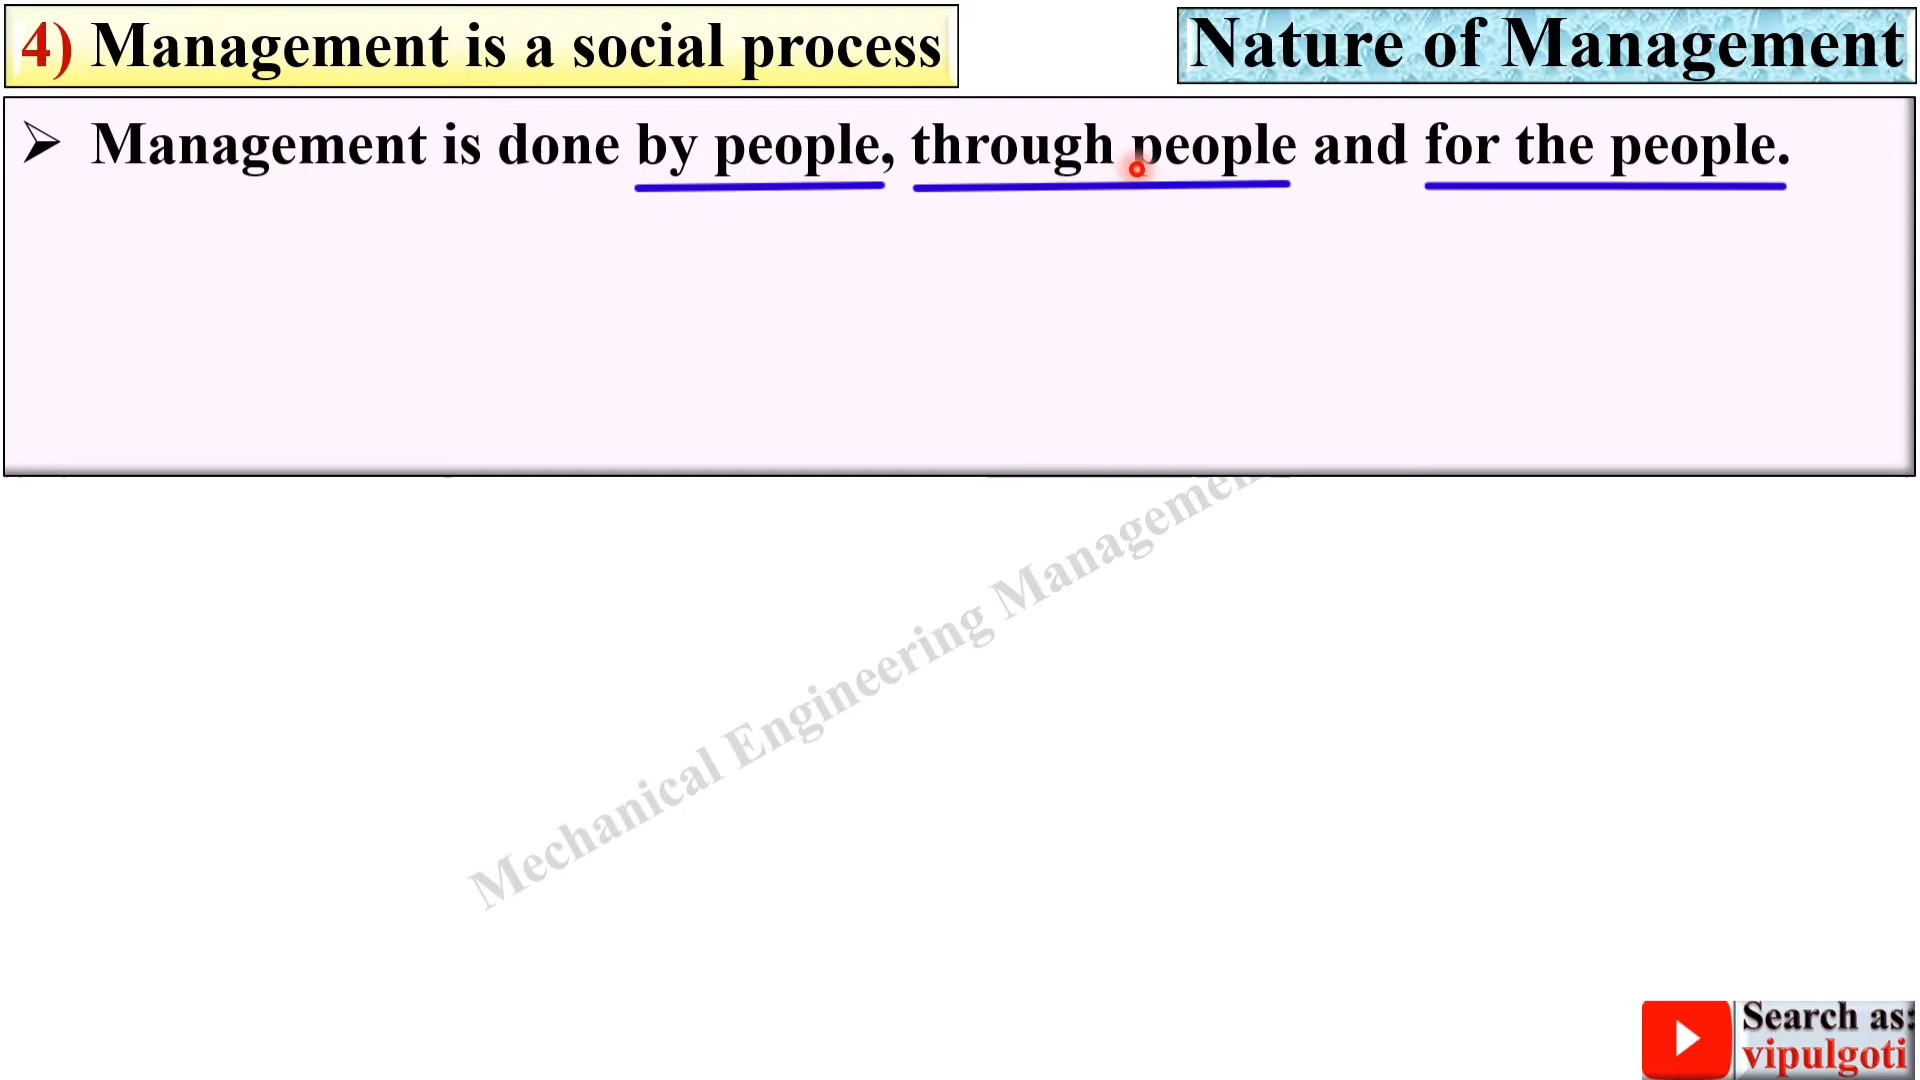 4) Management is a social process
Nature of Management
➢ Management is done by people, through people and for the people.
Mechanical Engineering Management
Search as:
vipulgoti